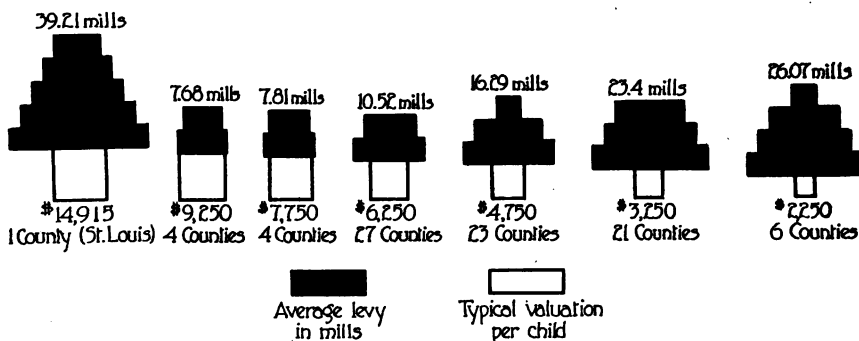 39.21 mills
7.68 mills
7.81 mills
10.52 mills
16.29 mills
23.4 mills
26.07 mills
$14,915
$9,250
$7,750
$6,250
$4,750
$3,250
$2,250
1 County (St. Louis)
4 Counties
4 Counties
27 Counties
23 Counties
21 Counties
6 Counties
Average levy
in mills
Typical valuation
per child